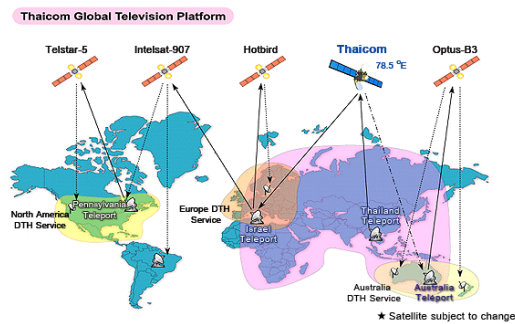 Thaicom Global Television Platform
Telstar-5
Intelsat-907
Hotbird
Thaicom
Optus-B3
78.5 °E
Pennsylvania
Teleport
North America
DTH Service
Europe DTH
Service
Israel
Teleport
Thailand
Teleport
Australia
DTH Service
Australia
Teleport
★ Satellite subject to change